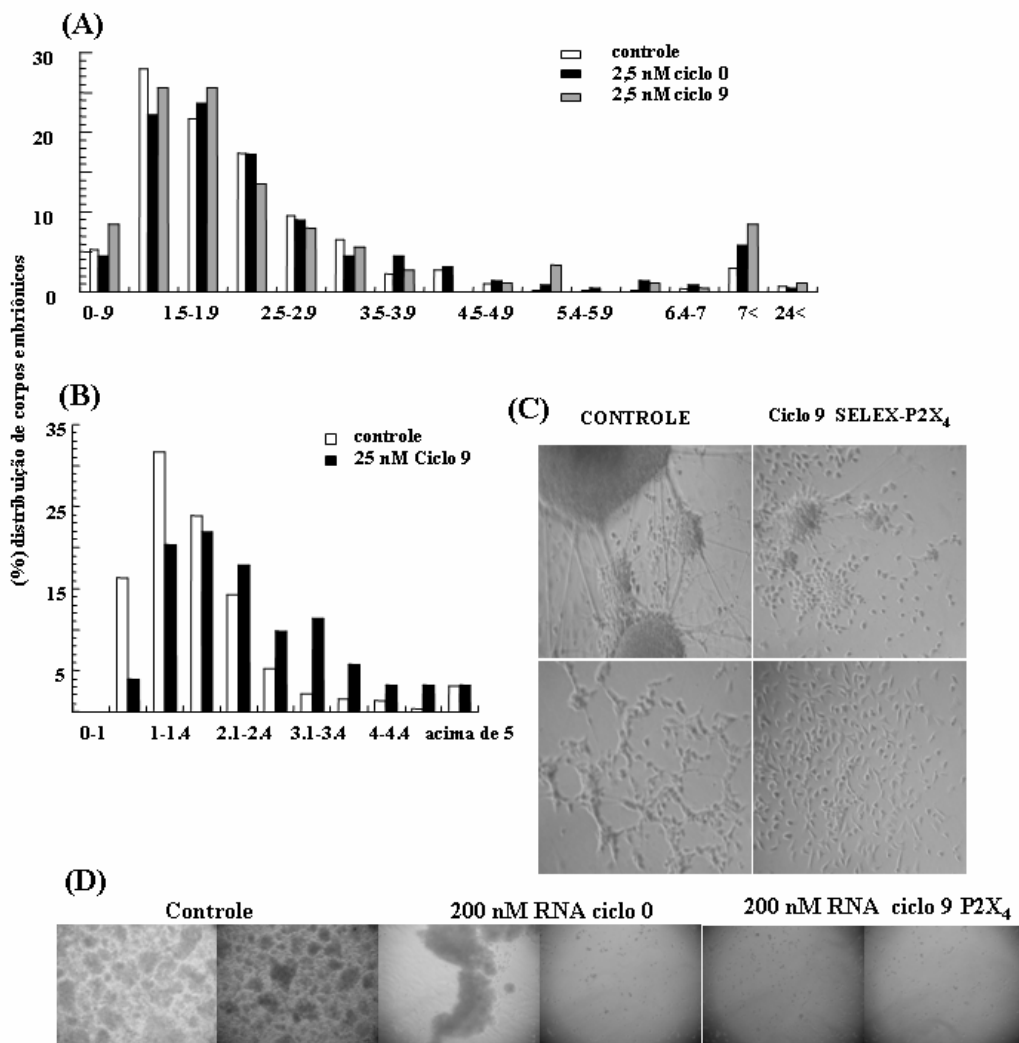 (A)
30
20
10
0
controle
2,5 nM ciclo 0
2,5 nM ciclo 9
0-.9 1.5-1.9 2.5-2.9 3.5-3.9 4.5-4.9 5.4-5.9 6.4-7 7< 24<
(%) distribuição de corpos embriônicos
(B)
35
25
15
5
controle
25 nM Ciclo 9
0-1 1-1.4 2.1-2.4 3.1-3.4 4-4.4 acima de 5
(C)
CONTROLE Ciclo 9 SELEX-P2X₄
(D)
Controle 200 nM RNA ciclo 0 200 nM RNA ciclo 9 P2X₄